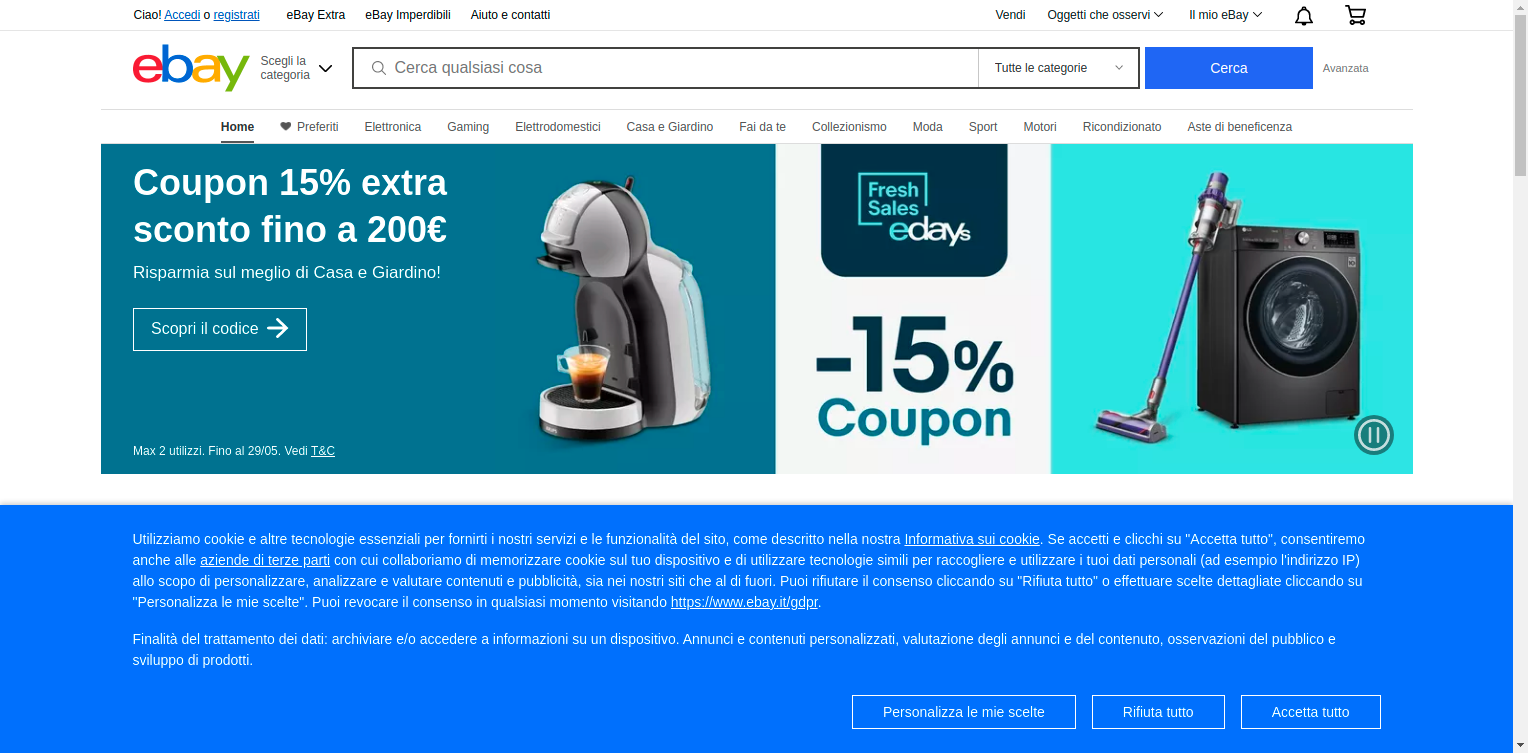 Ciao! Accedi o registrati eBay Extra eBay Imperdibili Aiuto e contatti Vendi Oggetti che osservi Il mio eBay
ebay Scegli la categoria Cerca qualsiasi cosa Tutte le categorie Cerca Avanzata
Home Preferiti Elettronica Gaming Elettrodomestici Casa e Giardino Fai da te Collezionismo Moda Sport Motori Ricondizionato Aste di beneficenza
Coupon 15% extra
sconto fino a 200€
Risparmia sul meglio di Casa e Giardino!
Scopri il codice
Max 2 utilizzi. Fino al 29/05. Vedi T&C
Fresh
Sales
edays
-15%
Coupon
Utilizziamo cookie e altre tecnologie essenziali per fornirti i nostri servizi e le funzionalità del sito, come descritto nella nostra Informativa sui cookie. Se accetti e clicchi su "Accetta tutto", consentiremo
anche alle aziende di terze parti con cui collaboriamo di memorizzare cookie sul tuo dispositivo e di utilizzare tecnologie simili per raccogliere e utilizzare i tuoi dati personali (ad esempio l'indirizzo IP)
allo scopo di personalizzare, analizzare e valutare contenuti e pubblicità, sia nei nostri siti che al di fuori. Puoi rifiutare il consenso cliccando su "Rifiuta tutto" o effettuare scelte dettagliate cliccando su
"Personalizza le mie scelte". Puoi revocare il consenso in qualsiasi momento visitando https://www.ebay.it/gdpr.
Finalità del trattamento dei dati: archiviare e/o accedere a informazioni su un dispositivo. Annunci e contenuti personalizzati, valutazione degli annunci e del contenuto, osservazioni del pubblico e
sviluppo di prodotti.
Personalizza le mie scelte Rifiuta tutto Accetta tutto